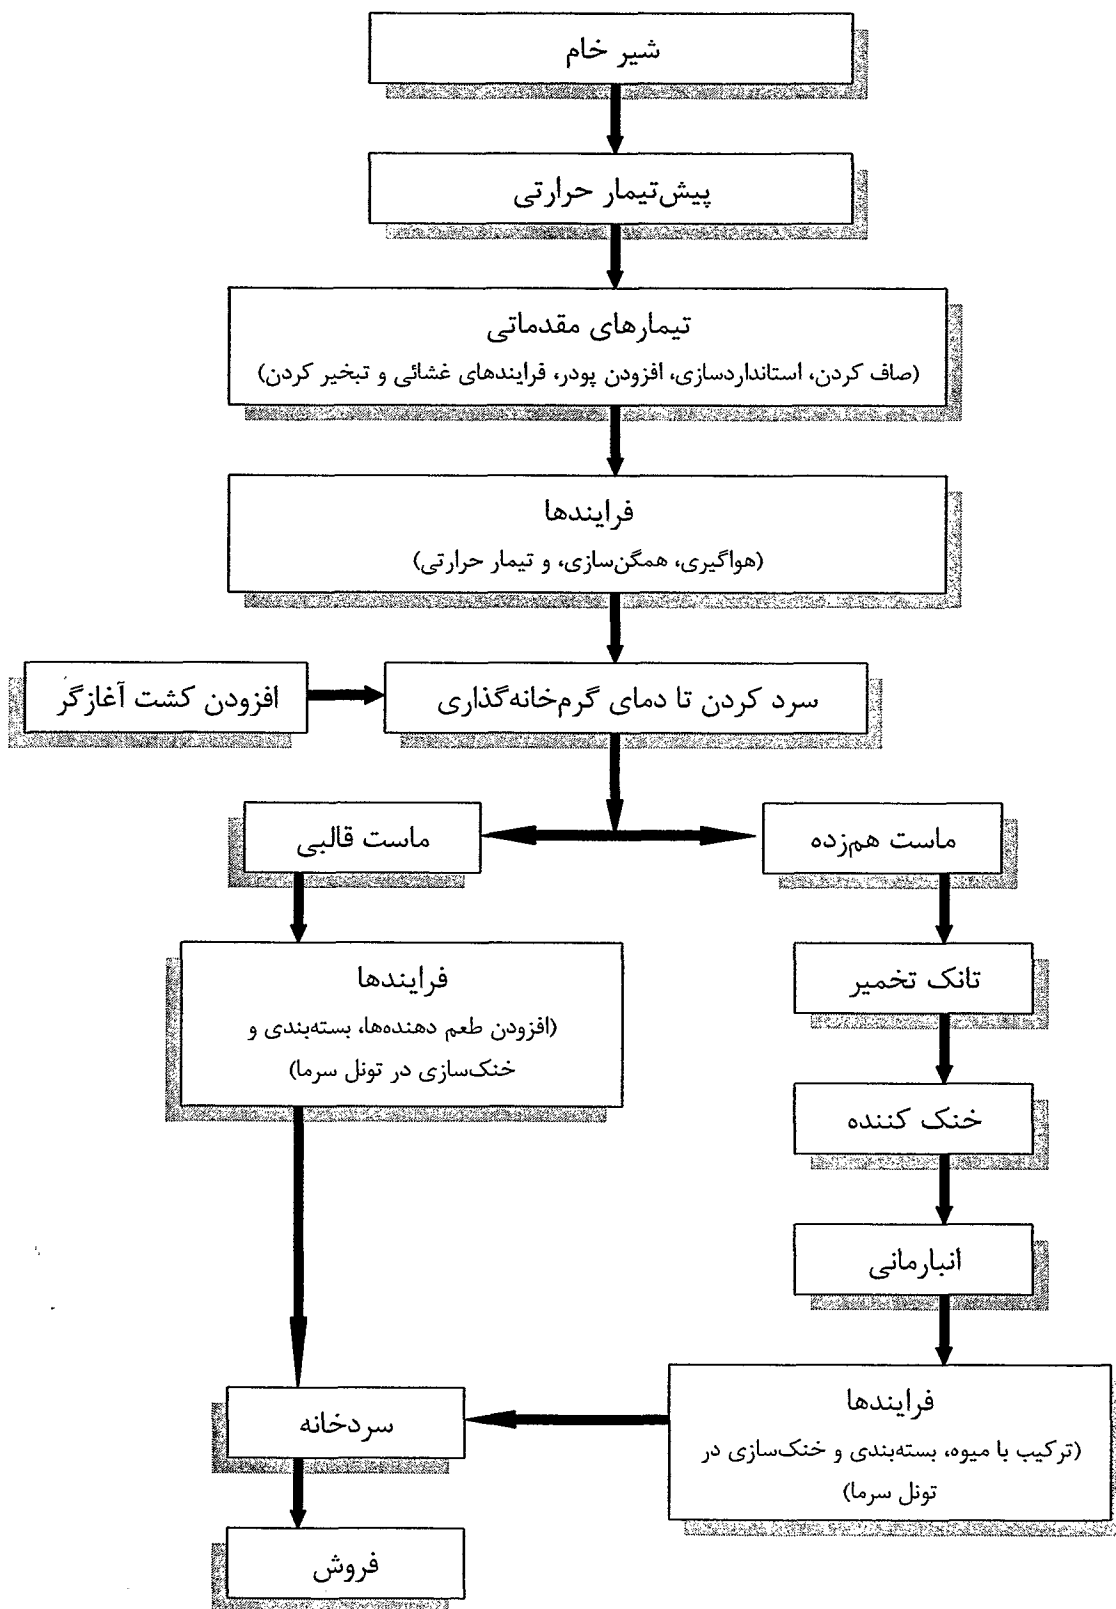 شیر خام
پیش‌تیمار حرارتی
تیمارهای مقدماتی
(صاف کردن، استانداردسازی، افزودن پودر، فرایندهای غشائی و تبخیر کردن)
فرایندها
(هواگیری، همگن‌سازی، و تیمار حرارتی)
سرد کردن تا دمای گرم‌خانه‌گذاری
افزودن کشت آغازگر
ماست هم‌زده
ماست قالبی
تانک تخمیر
فرایندها
(افزودن طعم دهنده‌ها، بسته‌بندی و
خنک‌سازی در تونل سرما)
خنک کننده
انبارمانی
فرایندها
(ترکیب با میوه، بسته‌بندی و خنک‌سازی در
تونل سرما)
سردخانه
فروش